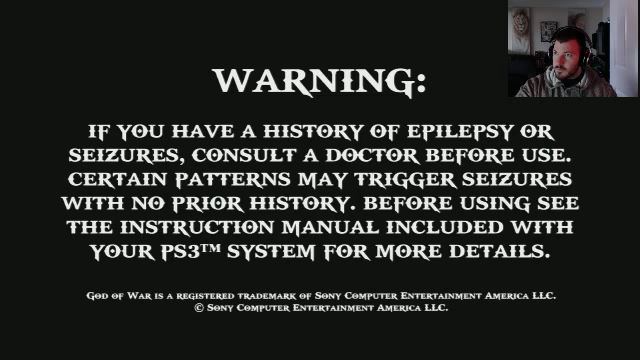 WARNING:
IF YOU HAVE A HISTORY OF EPILEPSY OR
SEIZURES, CONSULT A DOCTOR BEFORE USE.
CERTAIN PATTERNS MAY TRIGGER SEIZURES
WITH NO PRIOR HISTORY. BEFORE USING SEE
THE INSTRUCTION MANUAL INCLUDED WITH
YOUR PS3™ SYSTEM FOR MORE DETAILS.
God of War is a registered trademark of Sony Computer Entertainment America LLC.
© Sony Computer Entertainment America LLC.